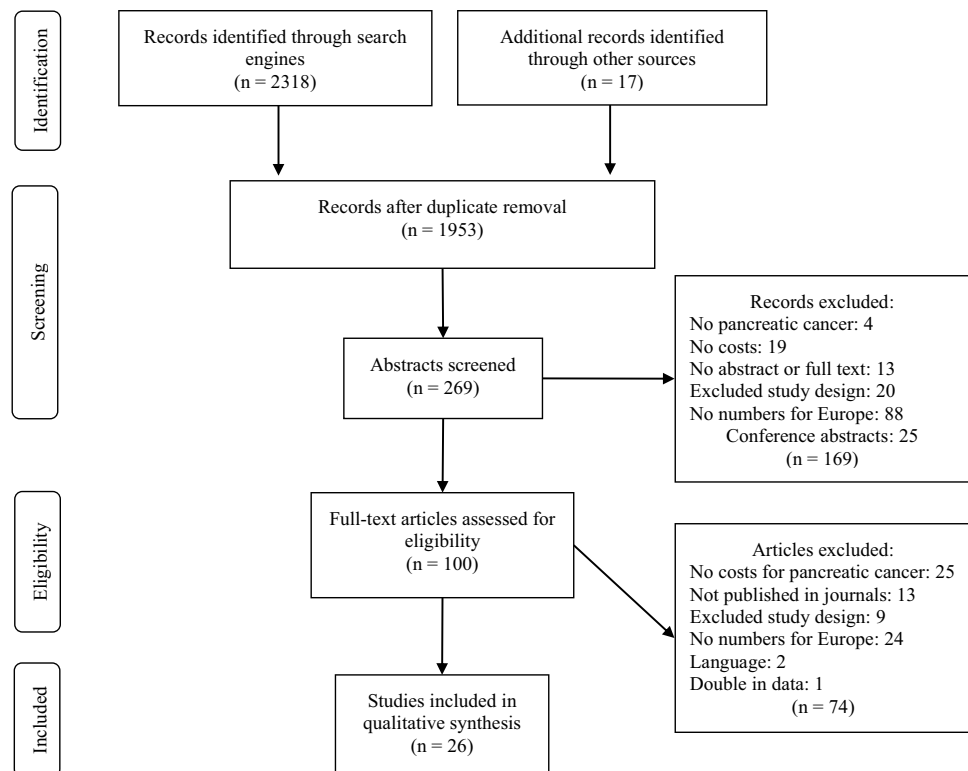 Identification
Records identified through search
engines
(n = 2318)
Additional records identified
through other sources
(n = 17)
Screening
Records after duplicate removal
(n = 1953)
Abstracts screened
(n = 269)
Records excluded:
No pancreatic cancer: 4
No costs: 19
No abstract or full text: 13
Excluded study design: 20
No numbers for Europe: 88
Conference abstracts: 25
(n = 169)
Eligibility
Full-text articles assessed for
eligibility
(n = 100)
Articles excluded:
No costs for pancreatic cancer: 25
Not published in journals: 13
Excluded study design: 9
No numbers for Europe: 24
Language: 2
Double in data: 1
(n = 74)
Included
Studies included in
qualitative synthesis
(n = 26)